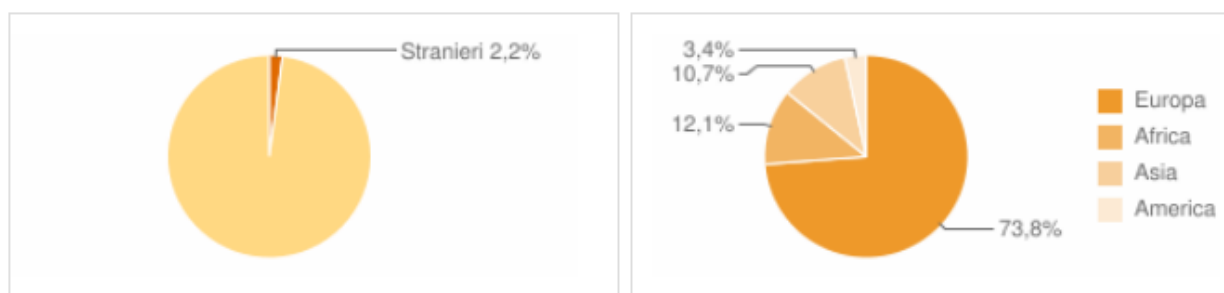 Stranieri 2,2%
3,4%
10,7%
12,1%
73,8%
Europa
Africa
Asia
America